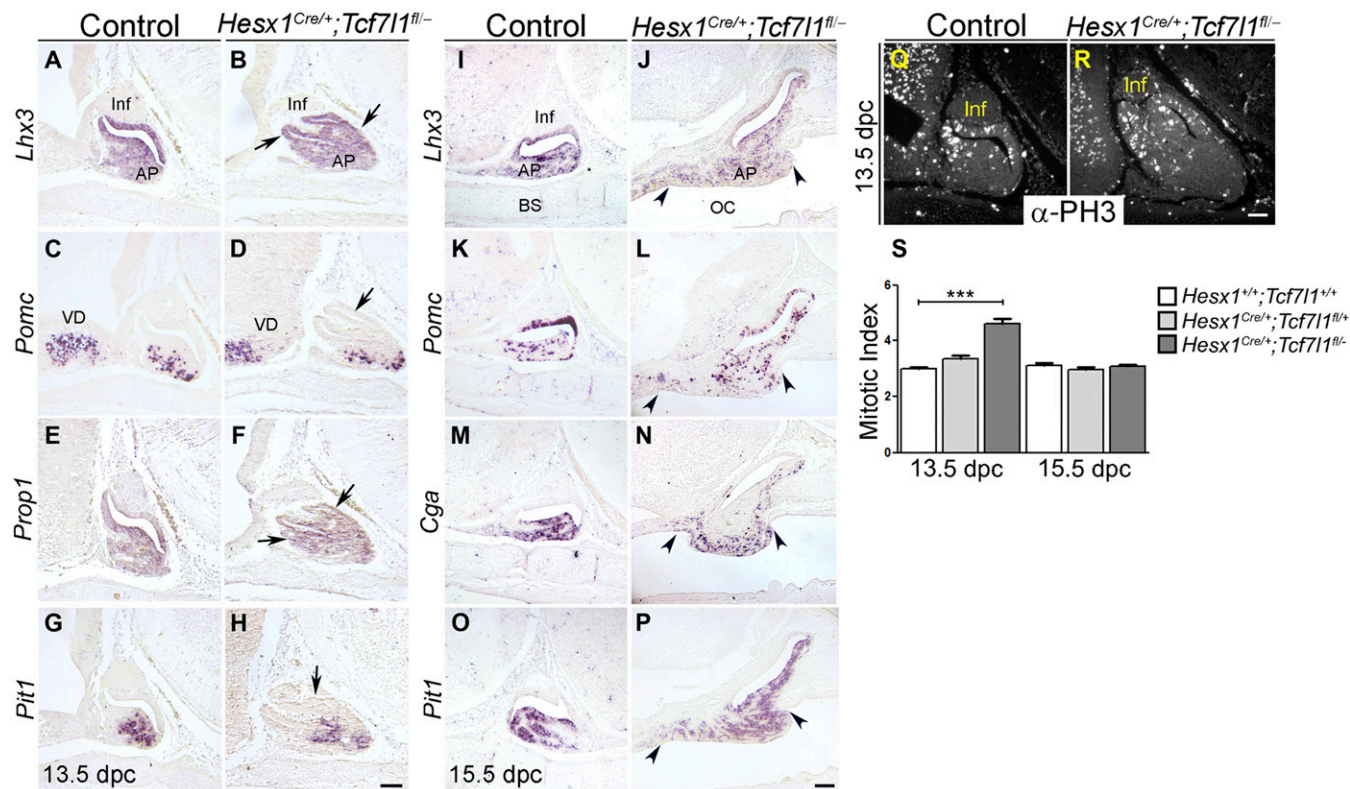 Control
Hesx1Cre/+;Tcf7l1fl/–
Control
Hesx1Cre/+;Tcf7l1fl/–
Control
Hesx1Cre/+;Tcf7l1fl/–
A
B
I
J
Q
R
Inf
Inf
Inf
Inf
Inf
Lhx3
Lhx3
13.5 dpc
AP
AP
AP
AP
BS
OC
α-PH3
C
D
K
L
S
Pomc
VD
VD
Pomc
***
Hesx1+/+;Tcf7l1+/+
Hesx1Cre/+;Tcf7l1fl/+
Hesx1Cre/+;Tcf7l1fl/-
Mitotic Index
6
4
2
0
13.5 dpc
15.5 dpc
E
F
M
N
Prop1
Cga
G
H
O
P
Pit1
Pit1
13.5 dpc
15.5 dpc